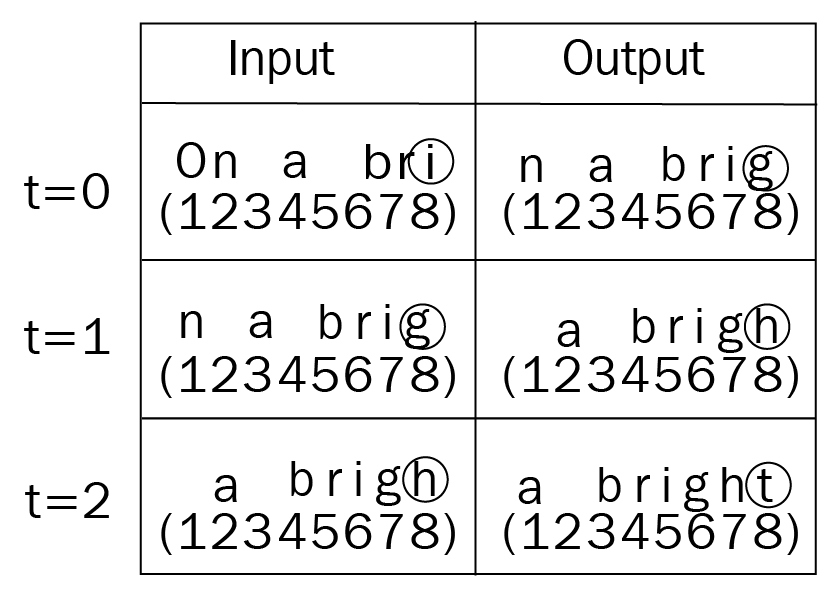 Input Output
On a bri n a brig
t=0
(12345678) (12345678)
n a brig a brigh
t=1
(12345678) (12345678)
a brigh a bright
t=2
(12345678) (12345678)